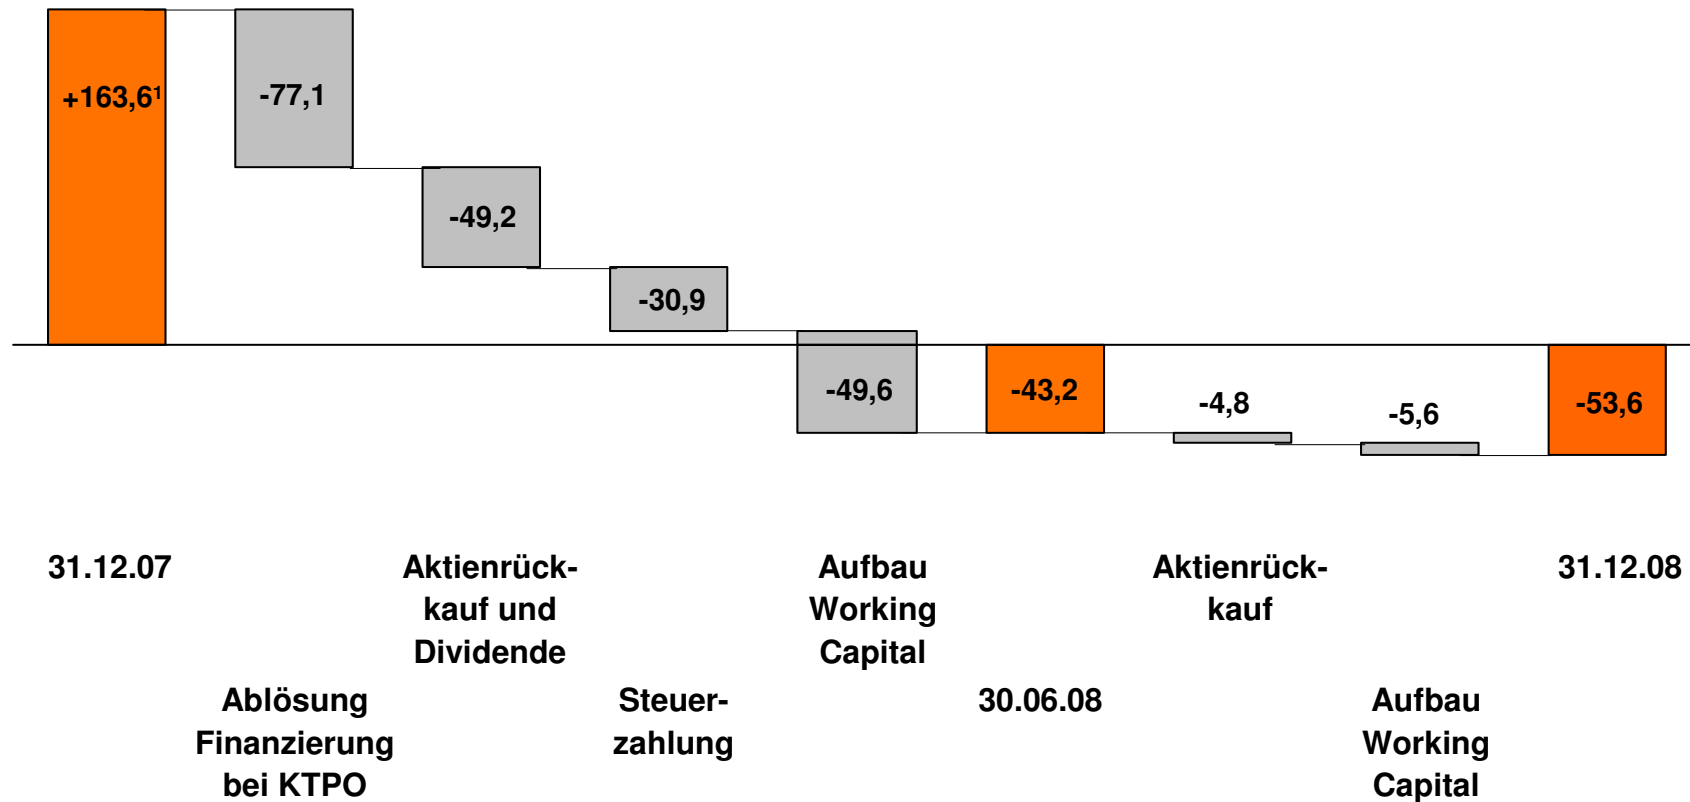 +163,6¹
-77,1
-49,2
-30,9
-49,6
-43,2
-4,8
-5,6
-53,6
31.12.07
Ablösung
Finanzierung
bei KTPO
Aktienrück-
kauf und
Dividende
Steuer-
zahlung
Aufbau
Working
Capital
30.06.08
Aktienrück-
kauf
Aufbau
Working
Capital
31.12.08